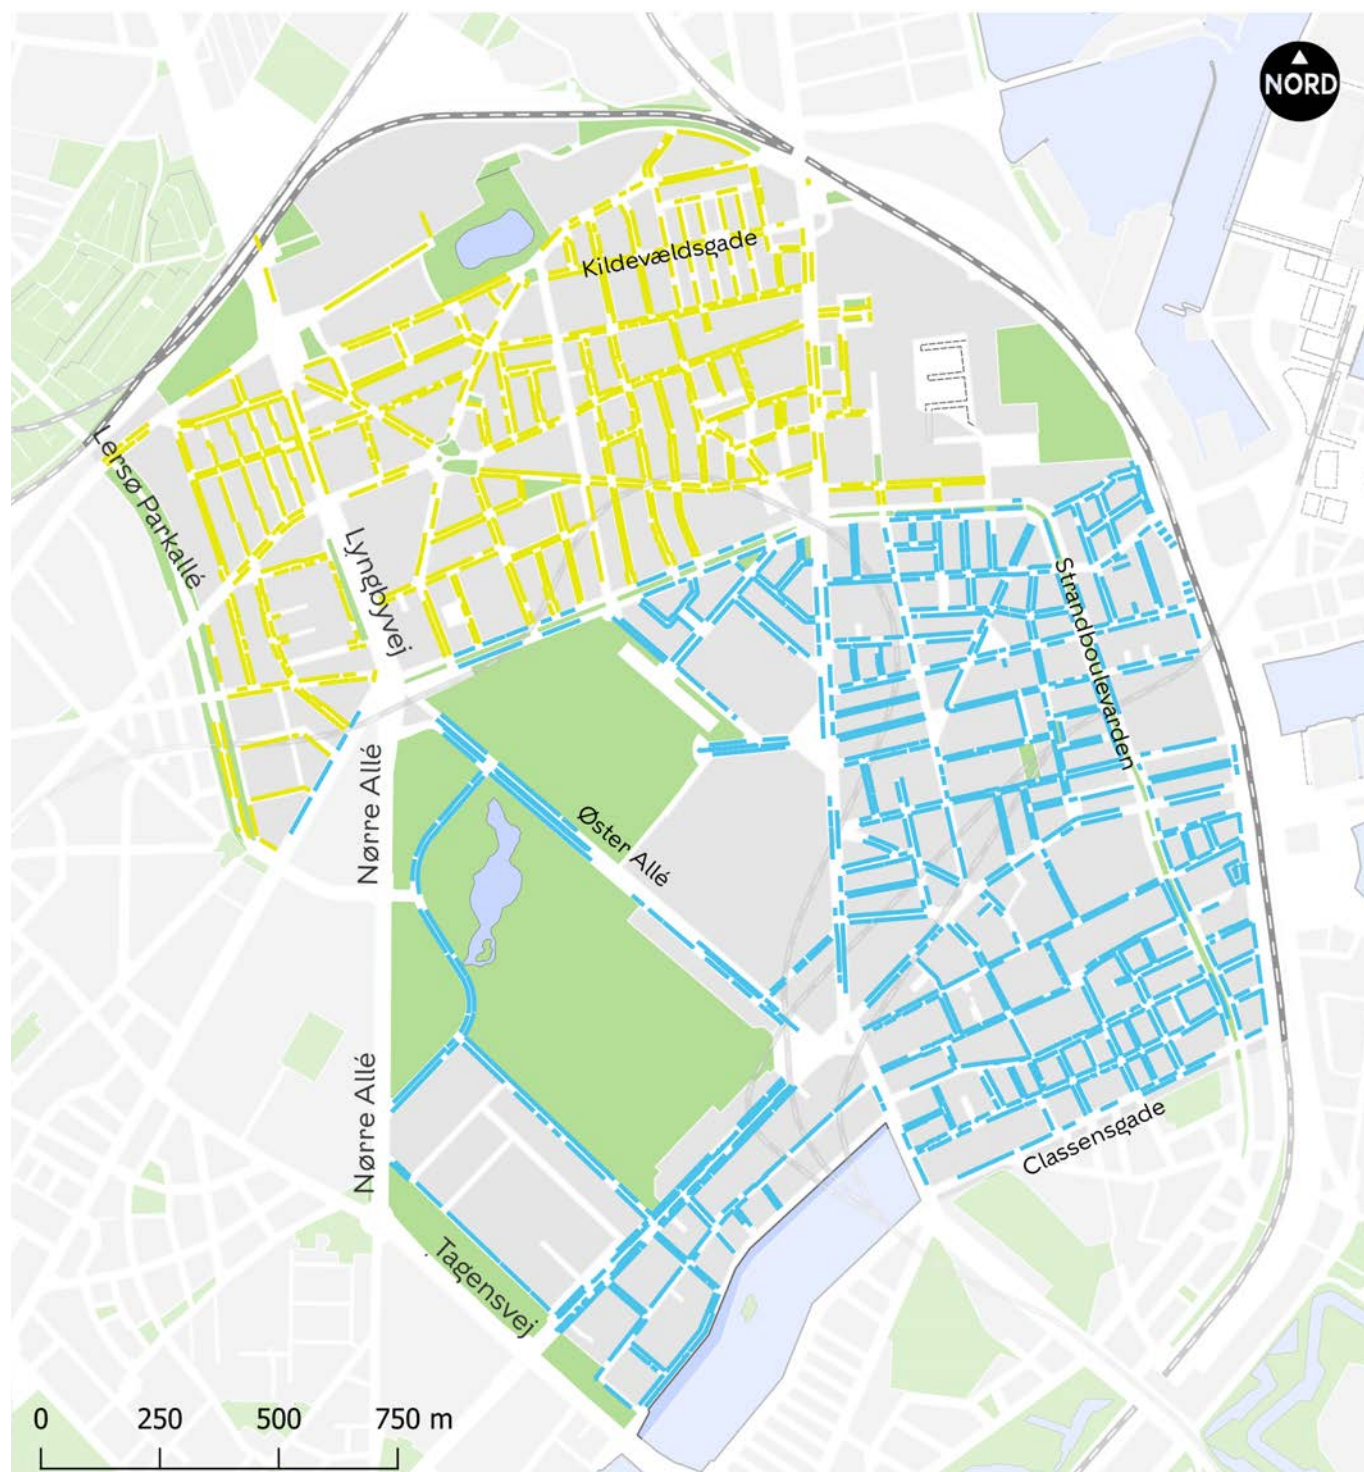 NORD
Kildevældsgade
Lersø Parkallé
Lyngbyvej
Strandboulevarden
Nørre Allé
Øster Allé
Nørre Allé
Classensgade
Tagensvej
0 250 500 750 m